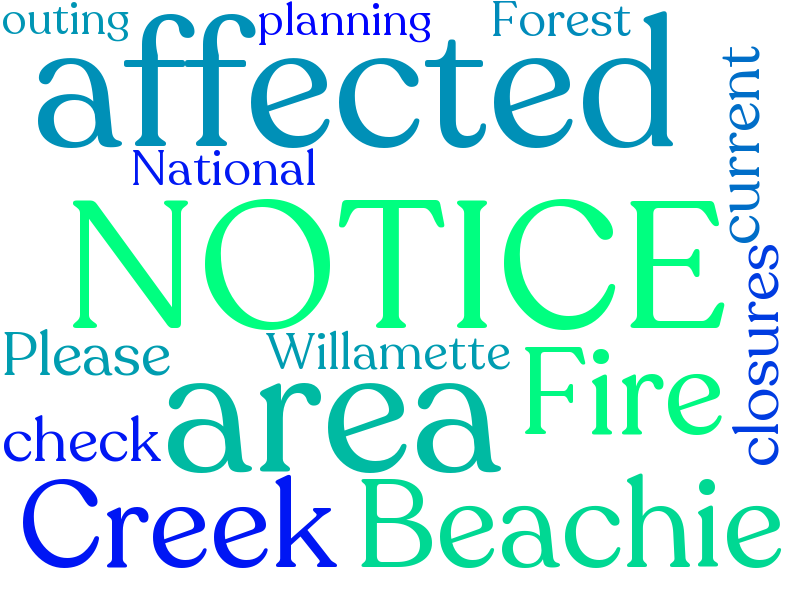 outing planning Forest
affected
current
National
NOTICE
closures
Please Willamette
Fire
area
check
Creek Beachie